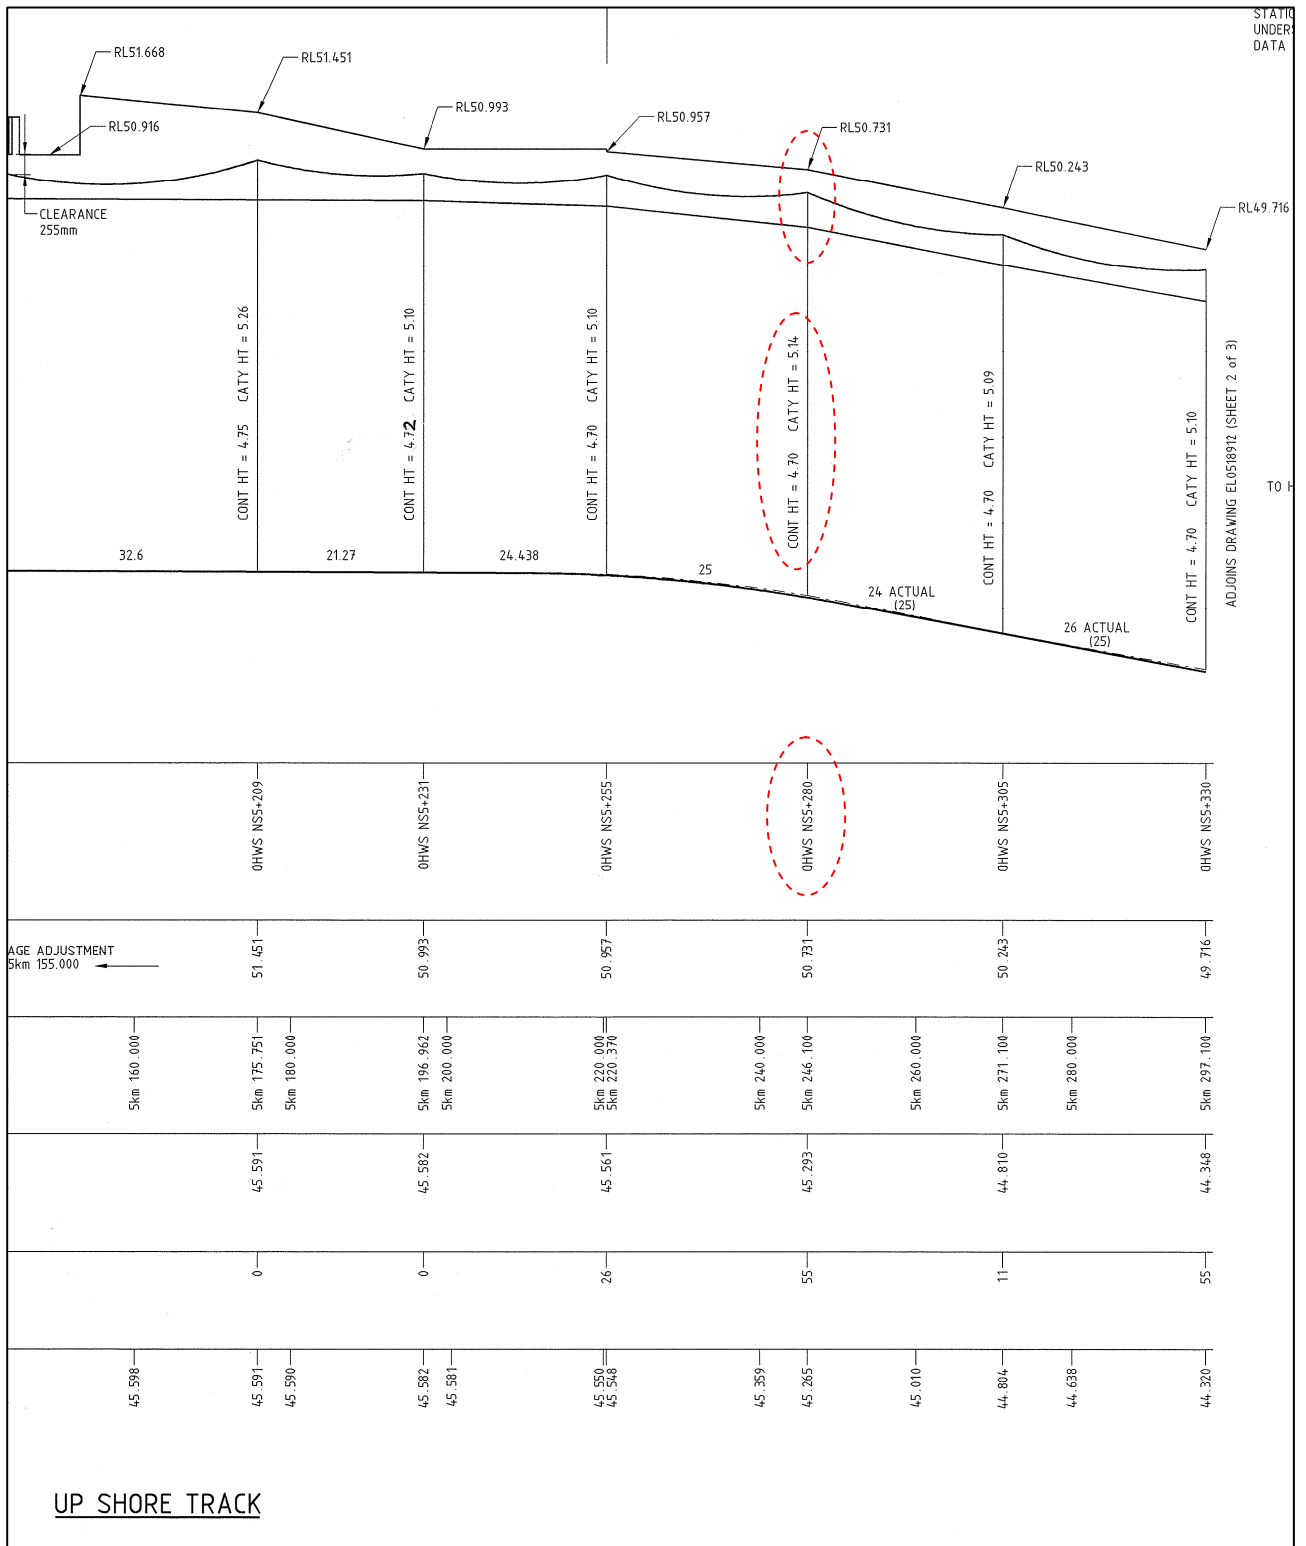 STATIO
UNDERS
DATA
RL51.668
RL51.451
RL50.993
RL50.957
RL50.731
RL50.243
RL49.716
RL50.916
CLEARANCE
255mm
CONT HT = 4.75 CATY HT = 5.26
CONT HT = 4.72 CATY HT = 5.10
CONT HT = 4.70 CATY HT = 5.10
CONT HT = 4.70 CATY HT = 5.14
CONT HT = 4.70 CATY HT = 5.09
CONT HT = 4.70 CATY HT = 5.10
ADJOINS DRAWING EL0518912 (SHEET 2 of 3)
TO H
32.6
21.27
24.438
25
24 ACTUAL
(25)
26 ACTUAL
(25)
OHWS NS5+209
OHWS NS5+231
OHWS NS5+255
OHWS NS5+280
OHWS NS5+305
OHWS NS5+330
AGE ADJUSTMENT
5km 155.000
51.451
50.993
50.957
50.731
50.243
49.716
5km 160.000
5km 175.751
5km 180.000
5km 196.962
5km 200.000
5km 220.000
5km 220.370
5km 240.000
5km 246.100
5km 260.000
5km 271.100
5km 280.000
5km 297.100
45.591
45.582
45.561
45.293
44.810
44.348
0
0
26
55
11
55
45.598
45.591
45.590
45.582
45.581
45.550
45.548
45.359
45.265
45.010
44.804
44.638
44.320
UP SHORE TRACK